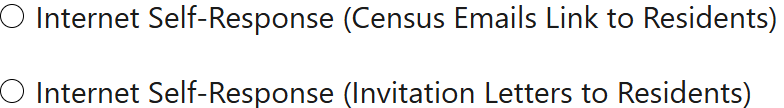 Internet Self-Response (Census Emails Link to Residents)
Internet Self-Response (Invitation Letters to Residents)